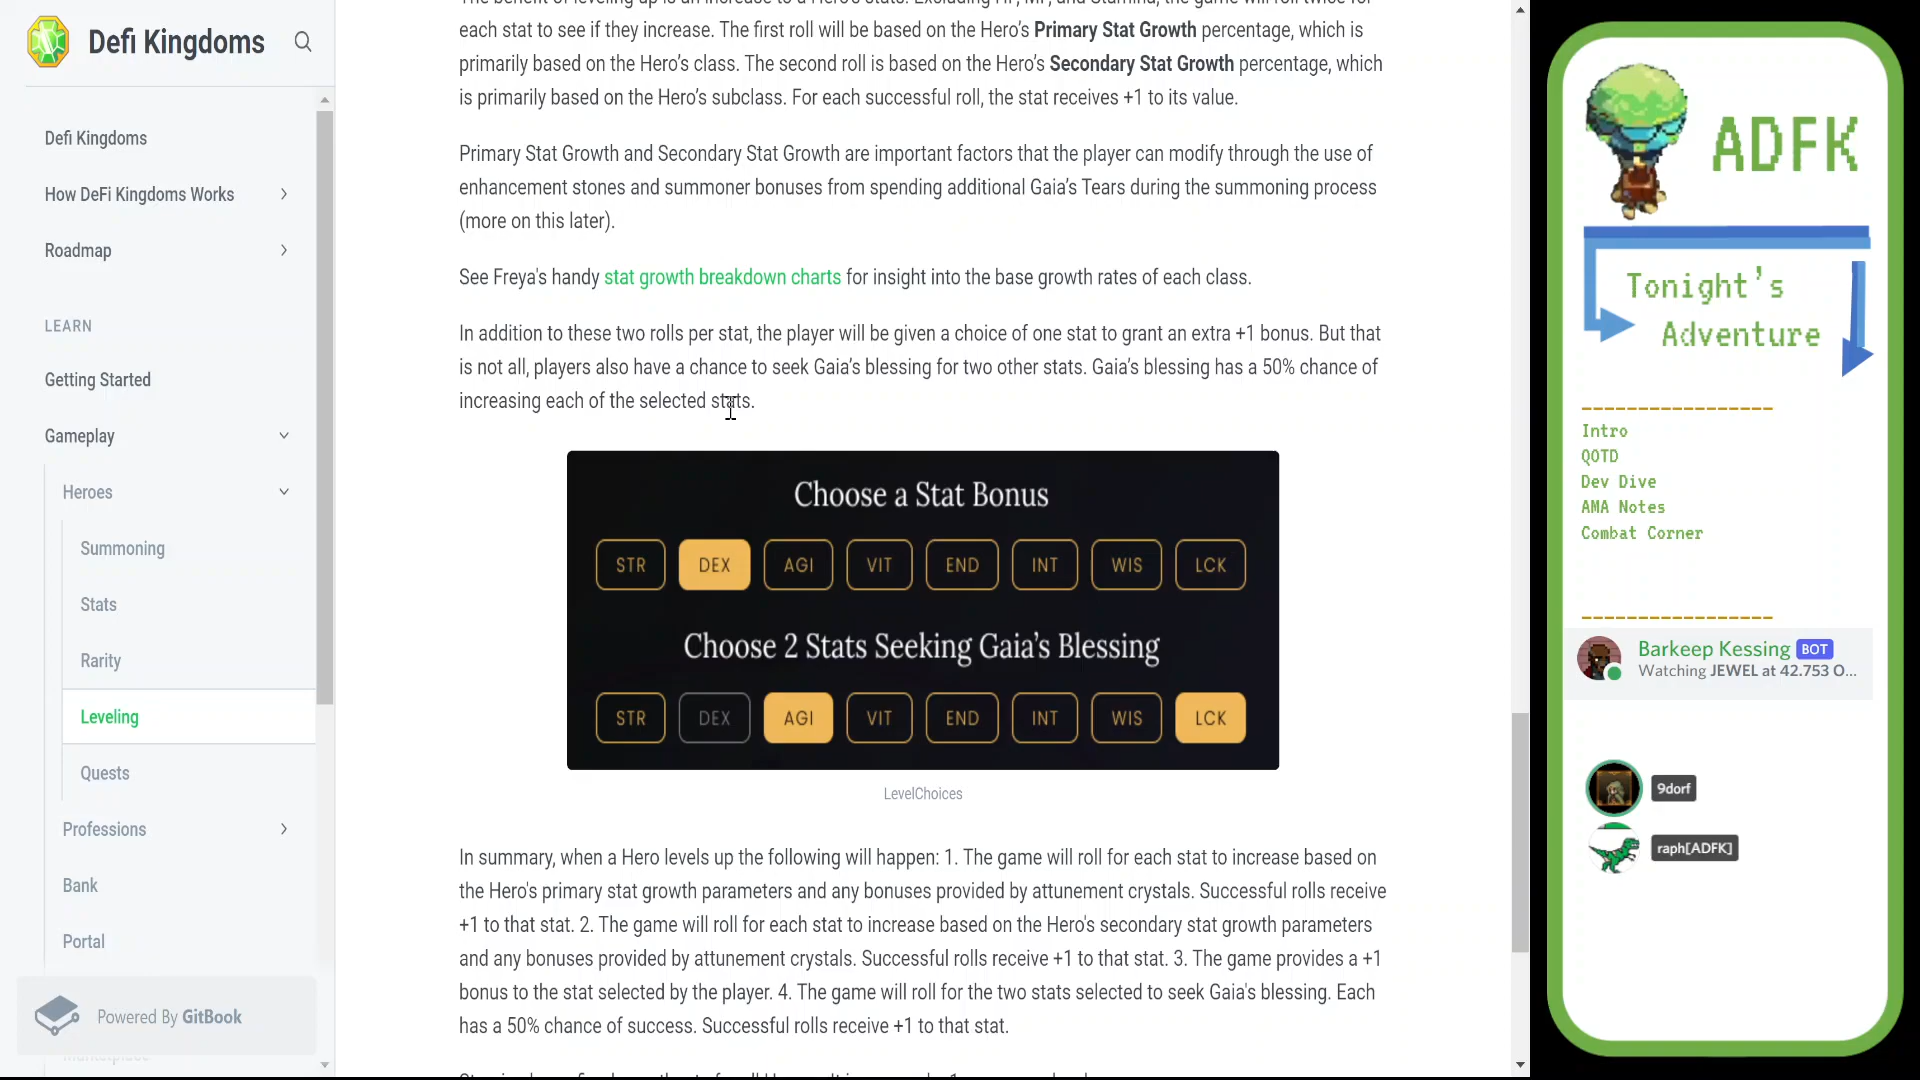 Defi Kingdoms
Defi Kingdoms
How DeFi Kingdoms Works
Roadmap
LEARN
Getting Started
Gameplay
Heroes
Summoning
Stats
Rarity
Leveling
Quests
Professions
Bank
Portal
Powered By GitBook
each stat to see if they increase. The first roll will be based on the Hero's Primary Stat Growth percentage, which is
primarily based on the Hero's class. The second roll is based on the Hero's Secondary Stat Growth percentage, which
is primarily based on the Hero's subclass. For each successful roll, the stat receives +1 to its value.
Primary Stat Growth and Secondary Stat Growth are important factors that the player can modify through the use of
enhancement stones and summoner bonuses from spending additional Gaia's Tears during the summoning process
(more on this later).
See Freya's handy stat growth breakdown charts for insight into the base growth rates of each class.
In addition to these two rolls per stat, the player will be given a choice of one stat to grant an extra +1 bonus. But that
is not all, players also have a chance to seek Gaia's blessing for two other stats. Gaia's blessing has a 50% chance of
increasing each of the selected stats.
Choose a Stat Bonus
STR DEX AGI VIT END INT WIS LCK
Choose 2 Stats Seeking Gaia's Blessing
STR DEX AGI VIT END INT WIS LCK
LevelChoices
In summary, when a Hero levels up the following will happen: 1. The game will roll for each stat to increase based on
the Hero's primary stat growth parameters and any bonuses provided by attunement crystals. Successful rolls receive
+1 to that stat. 2. The game will roll for each stat to increase based on the Hero's secondary stat growth parameters
and any bonuses provided by attunement crystals. Successful rolls receive +1 to that stat. 3. The game provides a +1
bonus to the stat selected by the player. 4. The game will roll for the two stats selected to seek Gaia's blessing. Each
has a 50% chance of success. Successful rolls receive +1 to that stat.
ADFK
Tonight's
Adventure
Intro
QOTD
Dev Dive
AMA Notes
Combat Corner
Barkeep Kessing BOT
Watching JEWEL at 42.753 O...
9dorf
raph[ADFK]